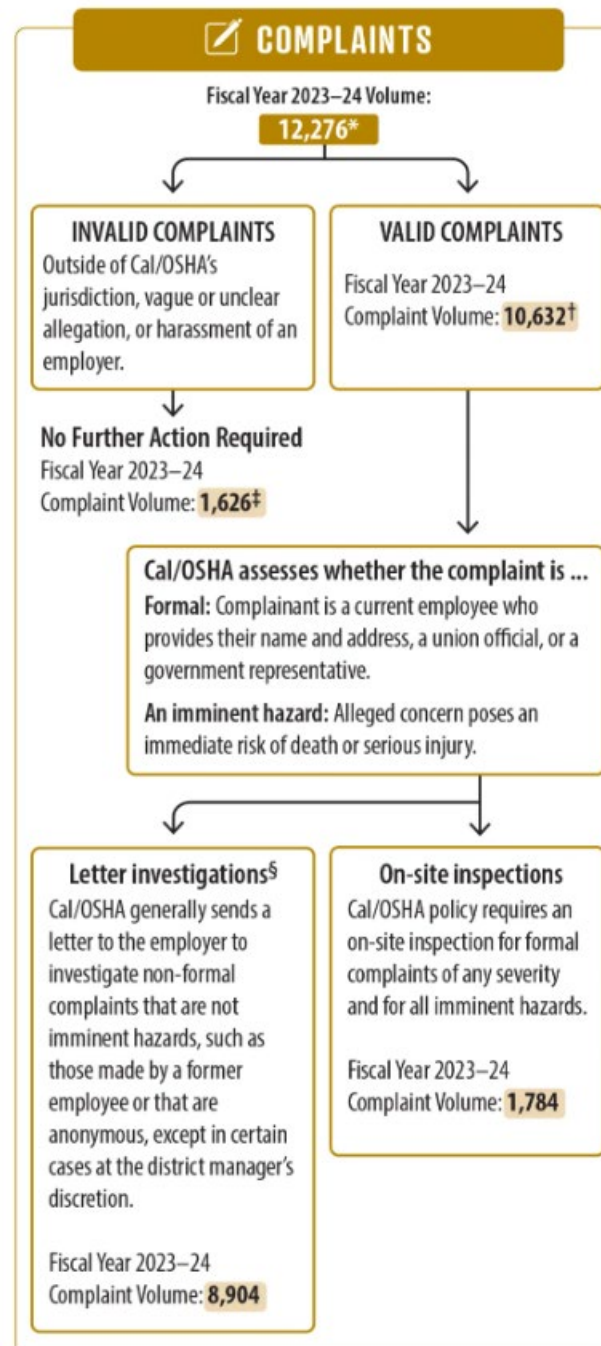 COMPLAINTS
Fiscal Year 2023–24 Volume:
12,276*
INVALID COMPLAINTS
Outside of Cal/OSHA's
jurisdiction, vague or unclear
allegation, or harassment of an
employer.
No Further Action Required
Fiscal Year 2023–24
Complaint Volume: 1,626‡
VALID COMPLAINTS
Fiscal Year 2023–24
Complaint Volume: 10,632†
Cal/OSHA assesses whether the complaint is ...
Formal: Complainant is a current employee who
provides their name and address, a union official, or a
government representative.
An imminent hazard: Alleged concern poses an
immediate risk of death or serious injury.
Letter investigations§
Cal/OSHA generally sends a
letter to the employer to
investigate non-formal
complaints that are not
imminent hazards, such as
those made by a former
employee or that are
anonymous, except in certain
cases at the district manager's
discretion.
Fiscal Year 2023–24
Complaint Volume: 8,904
On-site inspections
Cal/OSHA policy requires an
on-site inspection for formal
complaints of any severity
and for all imminent hazards.
Fiscal Year 2023–24
Complaint Volume: 1,784